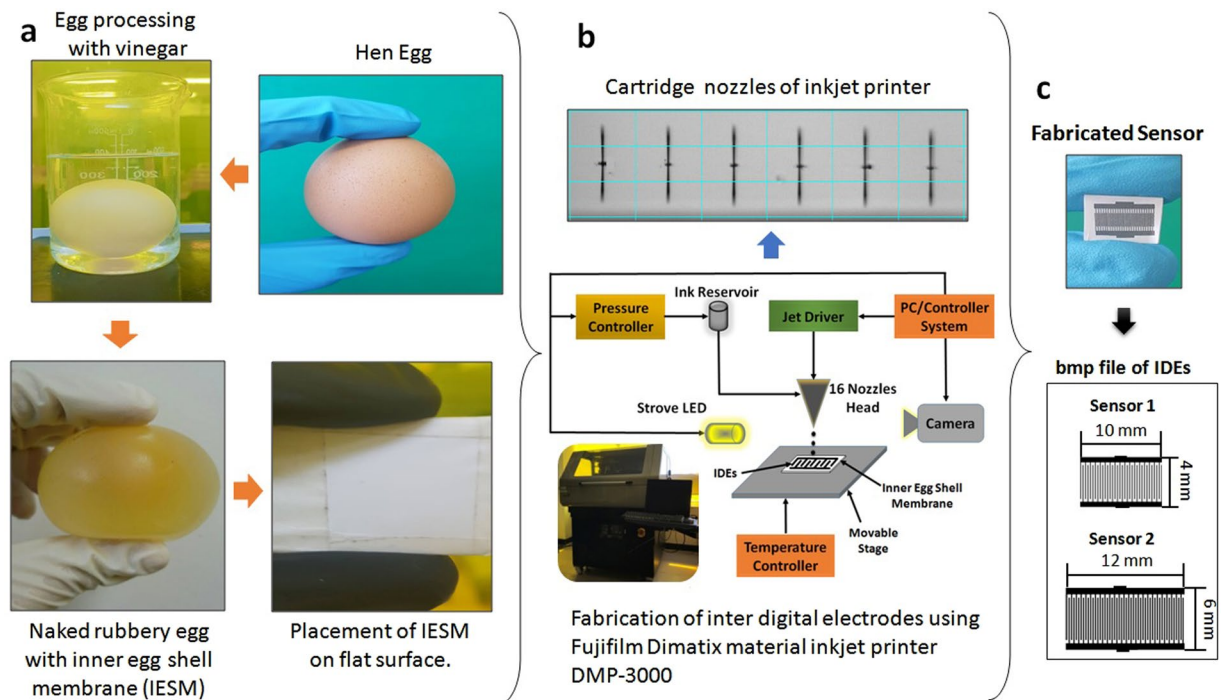 a
Egg processing
with vinegar
Hen Egg
Naked rubbery egg
with inner egg shell
membrane (IESM)
Placement of IESM
on flat surface.
b
Cartridge nozzles of inkjet printer
Pressure
Controller
Ink Reservoir
Jet Driver
PC/Controller
System
16 Nozzles
Head
Strove LED
Camera
IDEs
Inner Egg Shell
Membrane
Movable
Stage
Temperature
Controller
Fabrication of inter digital electrodes using
Fujifilm Dimatix material inkjet printer
DMP-3000
c
Fabricated Sensor
bmp file of IDEs
Sensor 1
10 mm
4 mm
Sensor 2
12 mm
6 mm